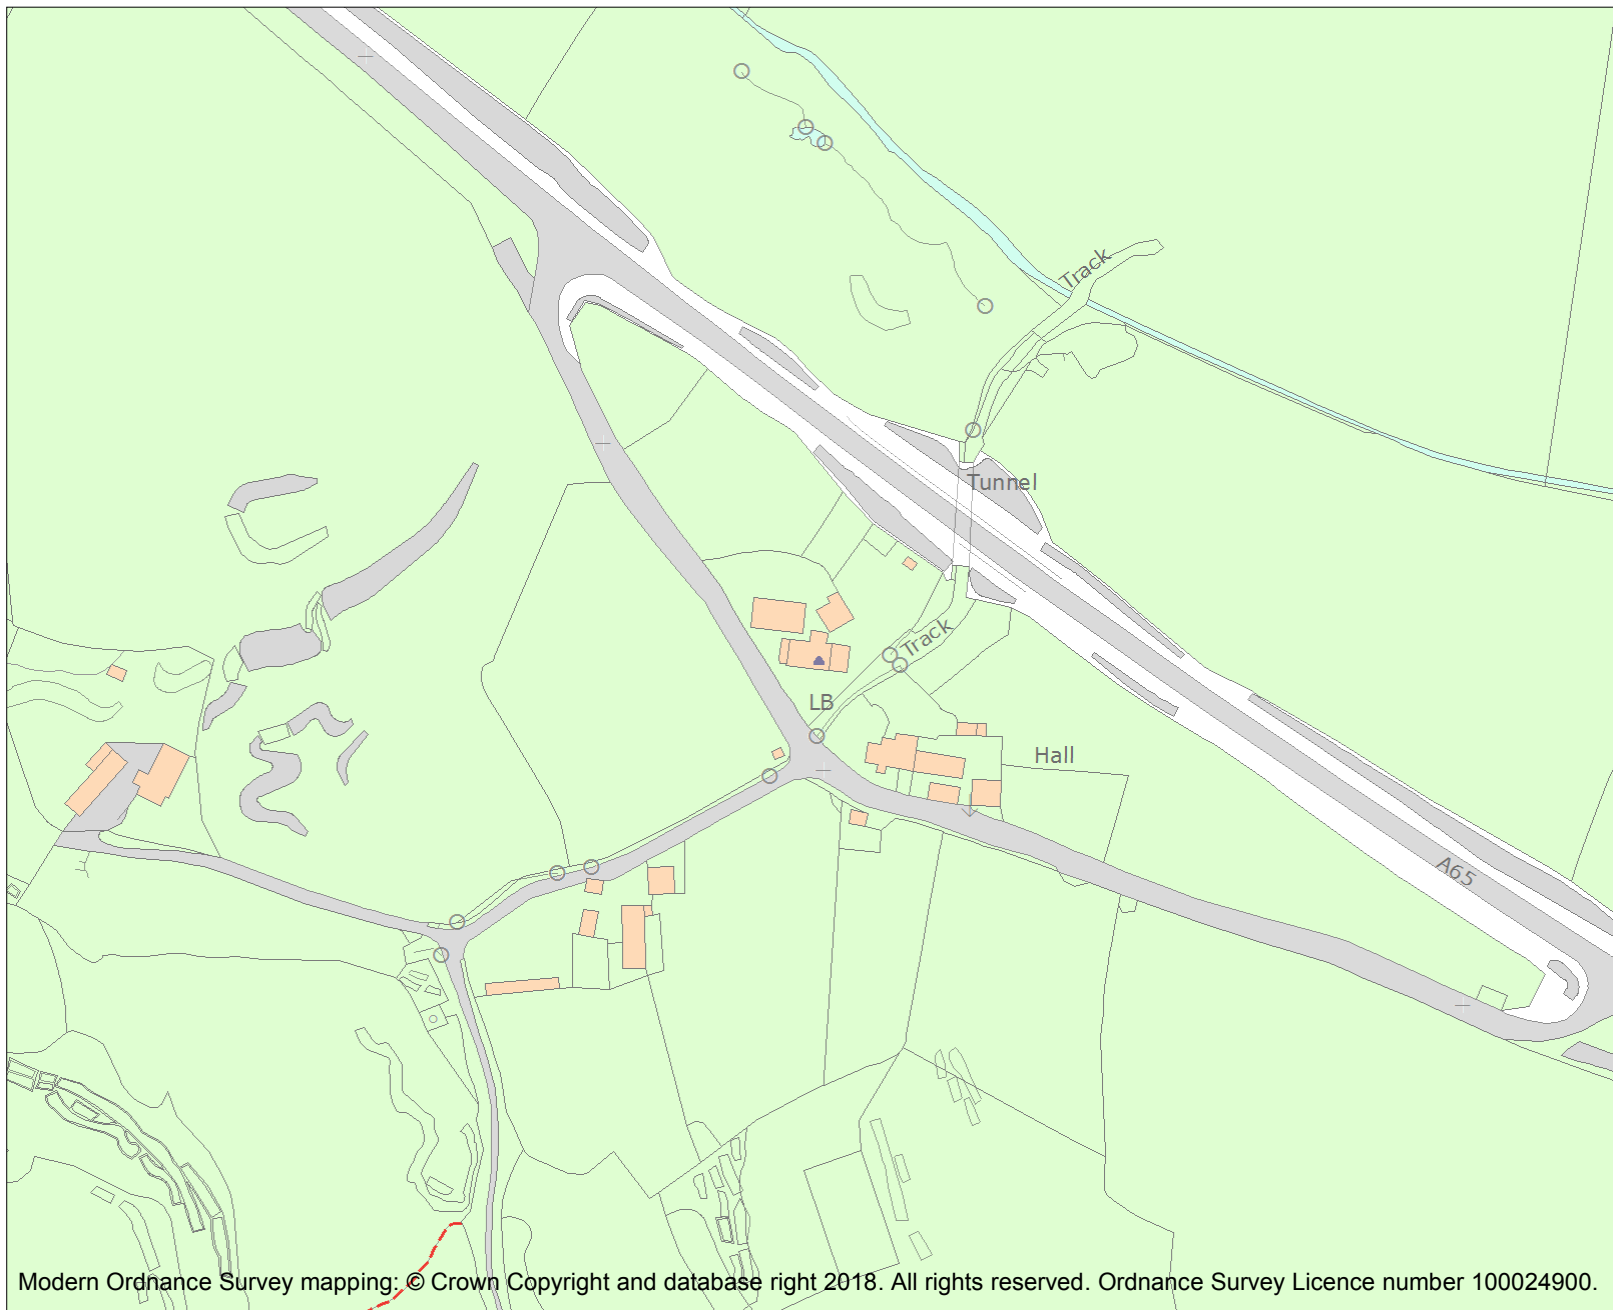 Track
Tunnel
Track
LB
Hall
A65
Modern Ordnance Survey mapping: © Crown Copyright and database right 2018. All rights reserved. Ordnance Survey Licence number 100024900.